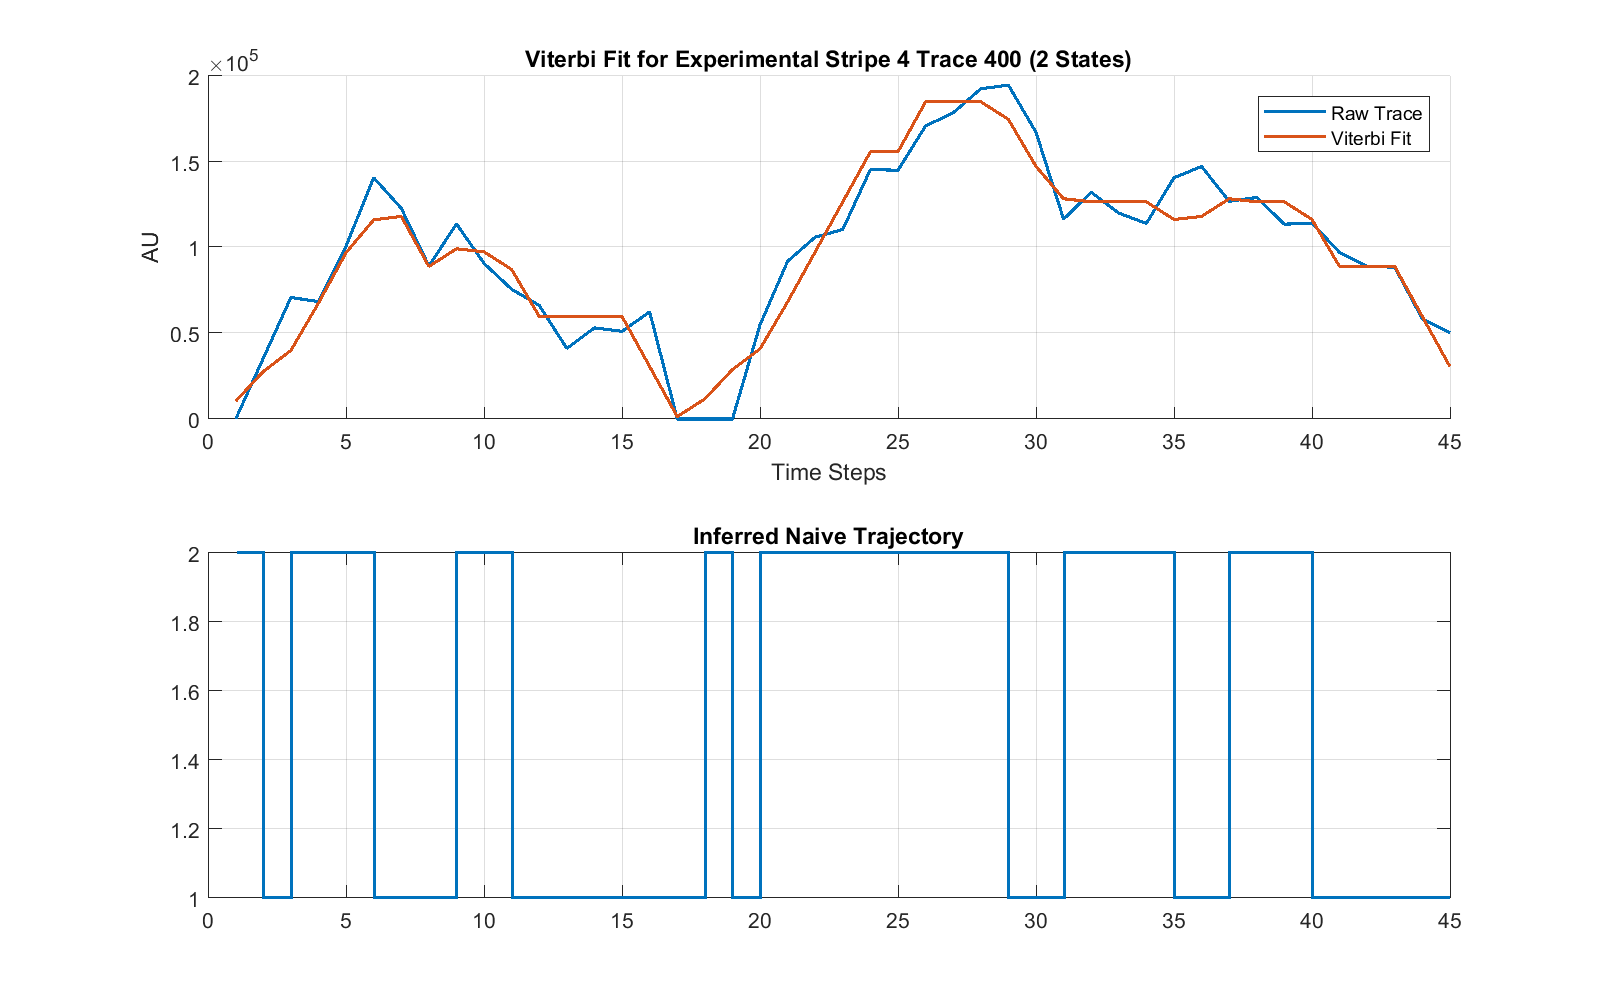 Viterbi Fit for Experimental Stripe 4 Trace 400 (2 States)
×10^5
2
1.5
1
0.5
0
AU
Raw Trace
Viterbi Fit
0 5 10 15 20 25 30 35 40 45
Time Steps
Inferred Naive Trajectory
2
1.8
1.6
1.4
1.2
1
0 5 10 15 20 25 30 35 40 45